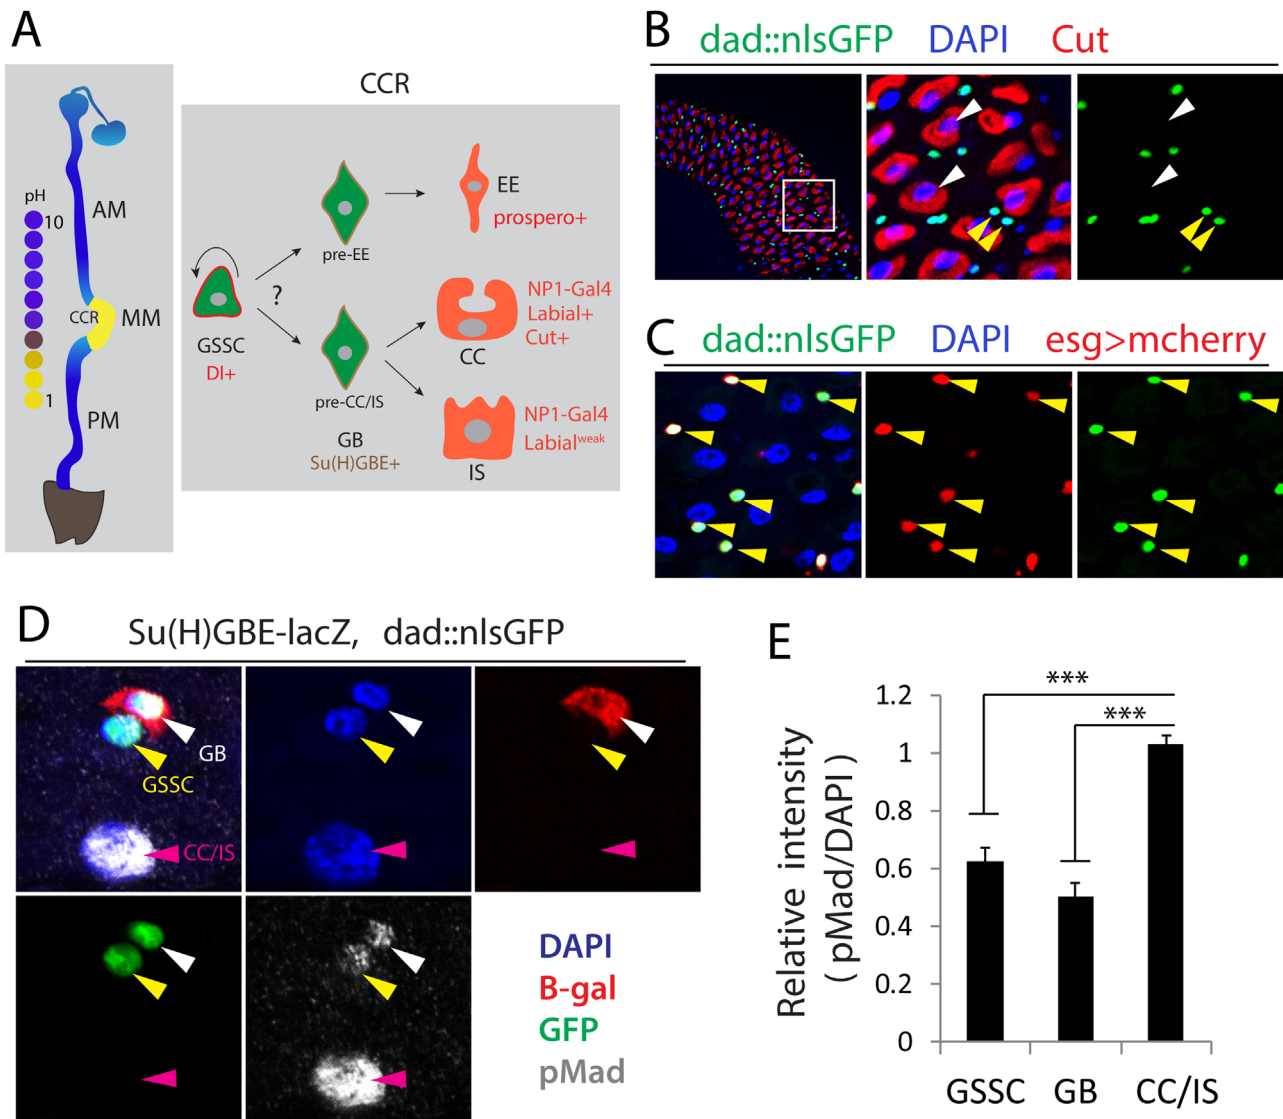 A
pH
10
1
AM
CCR
MM
PM
CCR
pre-EE
EE
prospero+
?
GSSC
Dl+
pre-CC/IS
GB
Su(H)GBE+
NP1-Gal4
Labial+
Cut+
CC
NP1-Gal4
Labialweak
IS
B
dad::nlsGFP DAPI Cut
C
dad::nlsGFP DAPI esg>mcherry
D
Su(H)GBE-lacZ, dad::nlsGFP
GB
GSSC
CC/IS
DAPI
B-gal
GFP
pMad
E
Relative intensity
( pMad/DAPI )
***
***
1.2
1
0.8
0.6
0.4
0.2
0
GSSC GB CC/IS